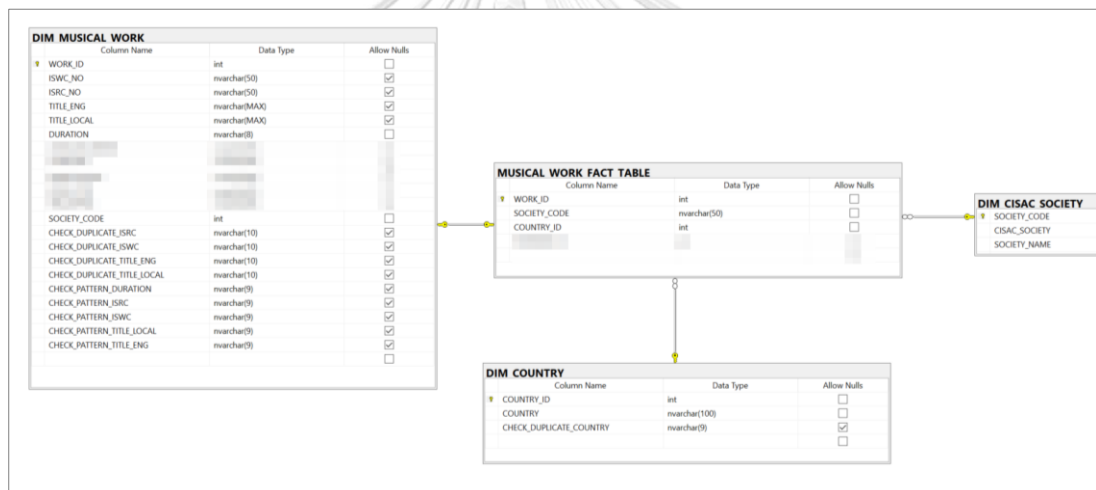 DIM MUSICAL WORK
Column Name Data Type Allow Nulls
WORK_ID int
ISWC_NO nvarchar(50)
ISRC_NO nvarchar(50)
TITLE_ENG nvarchar(MAX)
TITLE_LOCAL nvarchar(MAX)
DURATION nvarchar(8)
SOCIETY_CODE int
CHECK_DUPLICATE_ISRC nvarchar(10)
CHECK_DUPLICATE_ISWC nvarchar(10)
CHECK_DUPLICATE_TITLE_ENG nvarchar(10)
CHECK_DUPLICATE_TITLE_LOCAL nvarchar(10)
CHECK_PATTERN_DURATION nvarchar(9)
CHECK_PATTERN_ISRC nvarchar(9)
CHECK_PATTERN_ISWC nvarchar(9)
CHECK_PATTERN_TITLE_LOCAL nvarchar(9)
CHECK_PATTERN_TITLE_ENG nvarchar(9)
MUSICAL WORK FACT TABLE
Column Name Data Type Allow Nulls
WORK_ID int
SOCIETY_CODE nvarchar(50)
COUNTRY_ID int
DIM CISAC SOCIETY
SOCIETY_CODE
CISAC_SOCIETY
SOCIETY_NAME
DIM COUNTRY
Column Name Data Type Allow Nulls
COUNTRY_ID int
COUNTRY nvarchar(100)
CHECK_DUPLICATE_COUNTRY nvarchar(9)